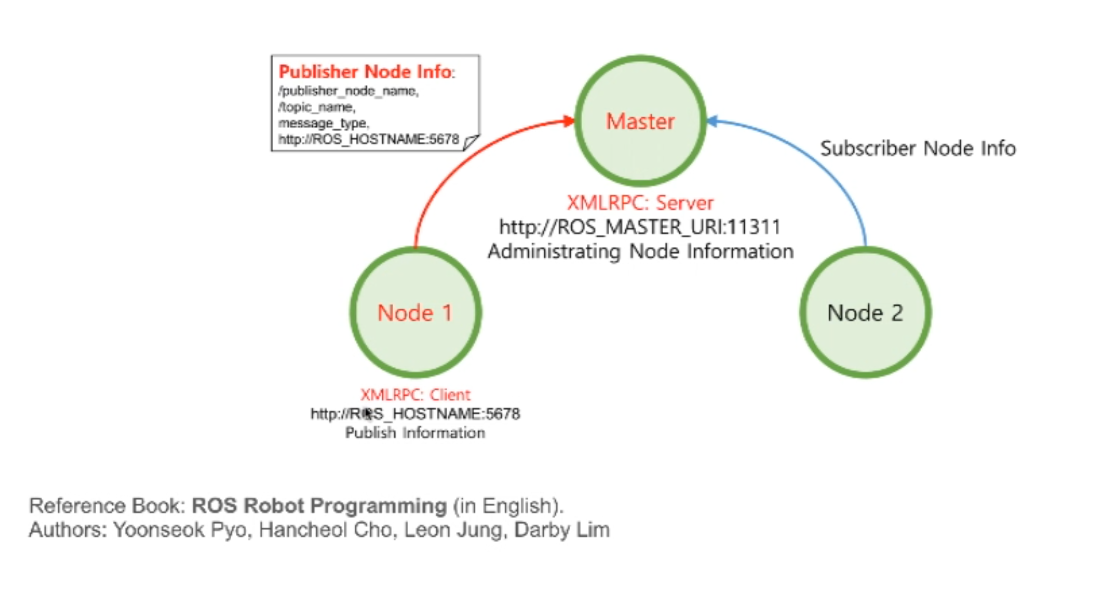 Publisher Node Info:
/publisher_node_name,
/topic_name,
message_type,
http://ROS_HOSTNAME:5678
Master
Subscriber Node Info
XMLRPC: Server
http://ROS_MASTER_URI:11311
Administrating Node Information
Node 1
Node 2
XMLRPC: Client
http://ROS_HOSTNAME:5678
Publish Information
Reference Book: ROS Robot Programming (in English).
Authors: Yoonseok Pyo, Hancheol Cho, Leon Jung, Darby Lim